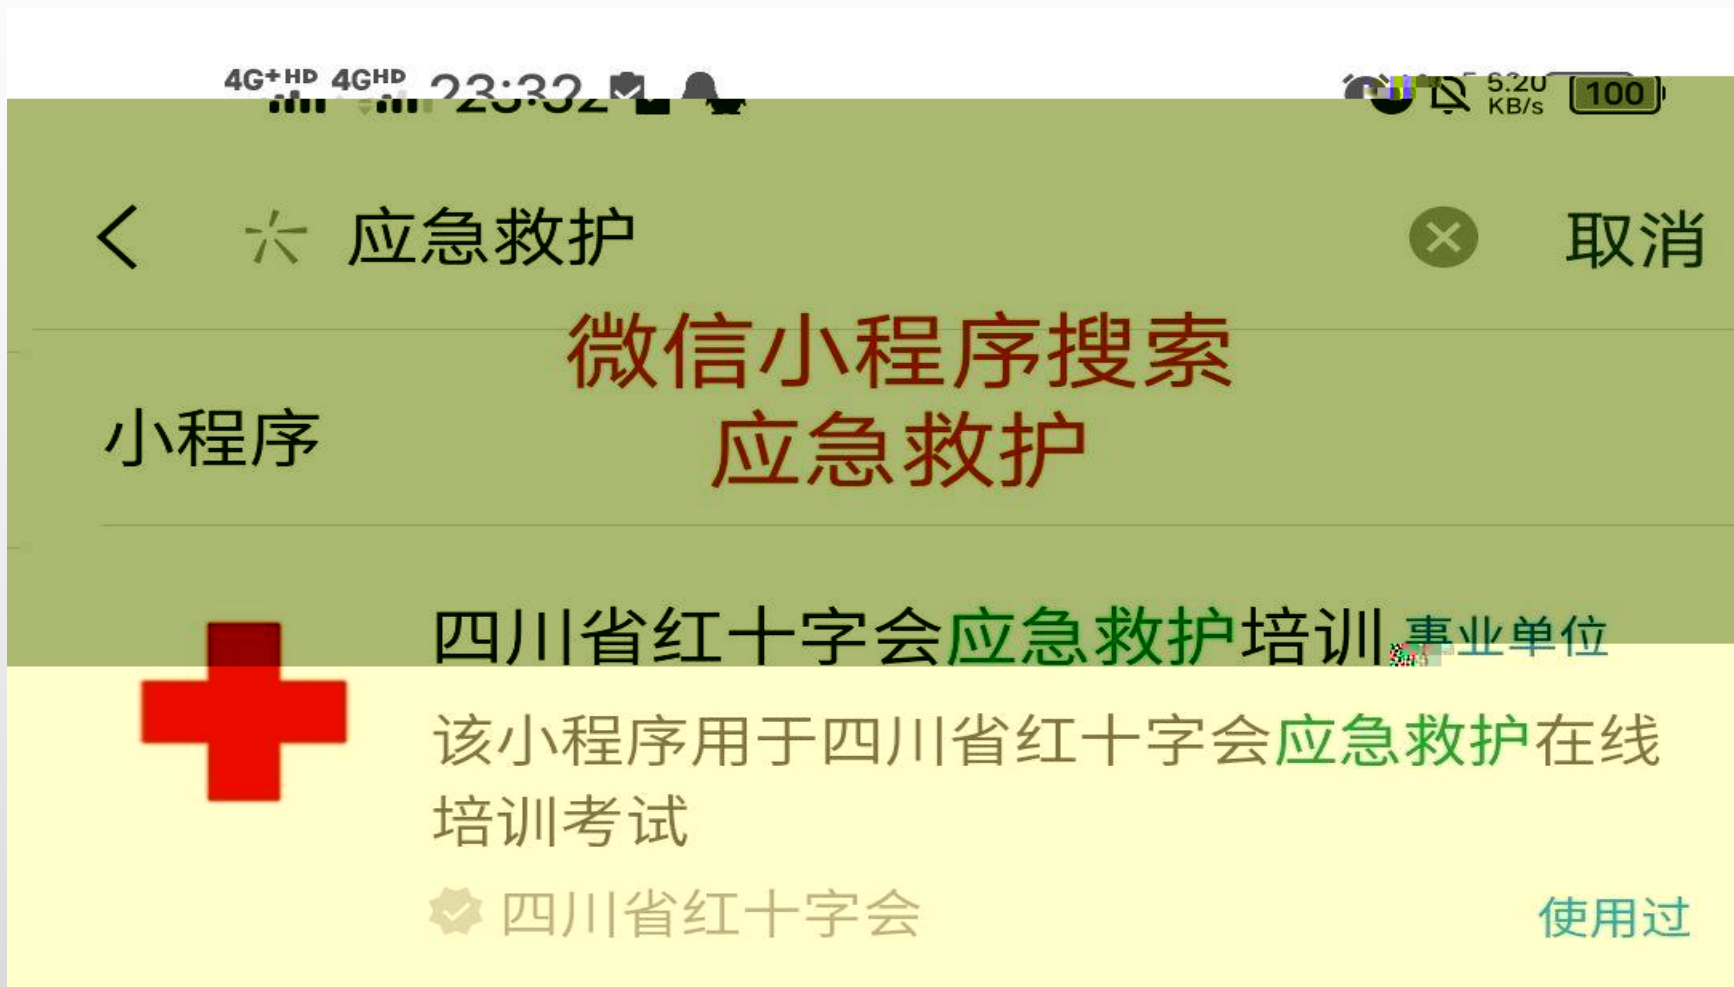 4G+HD 4GHD 23:32 5.20 KB/s 100
应急救护 取消
微信小程序搜索
应急救护
小程序
四川省红十字会应急救护培训 事业单位
该小程序用于四川省红十字会应急救护在线
培训考试
四川省红十字会 使用过